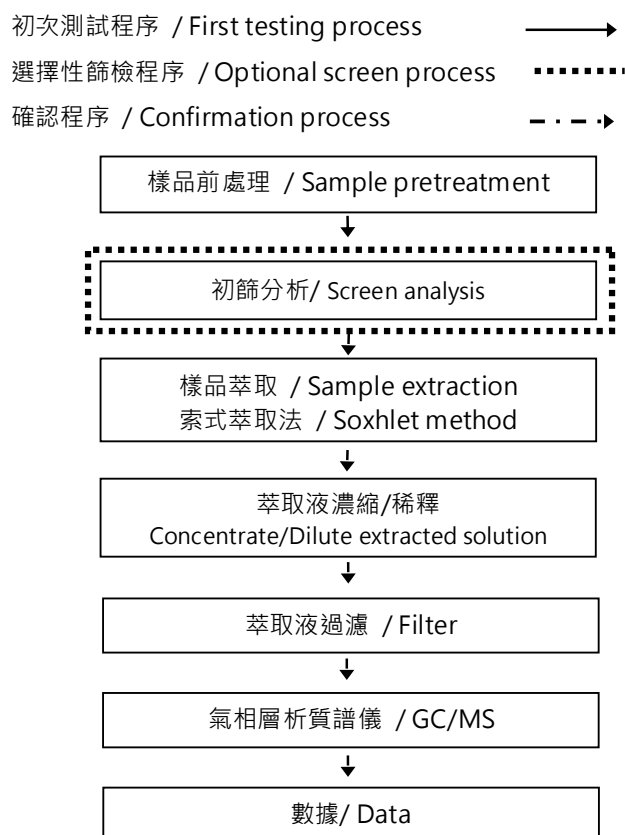 初次測試程序 / First testing process
選擇性篩檢程序 / Optional screen process
確認程序 / Confirmation process
樣品前處理 / Sample pretreatment
初篩分析/ Screen analysis
樣品萃取 / Sample extraction
索式萃取法 / Soxhlet method
萃取液濃縮/稀釋
Concentrate/Dilute extracted solution
萃取液過濾 / Filter
氣相層析質譜儀 / GC/MS
數據/ Data